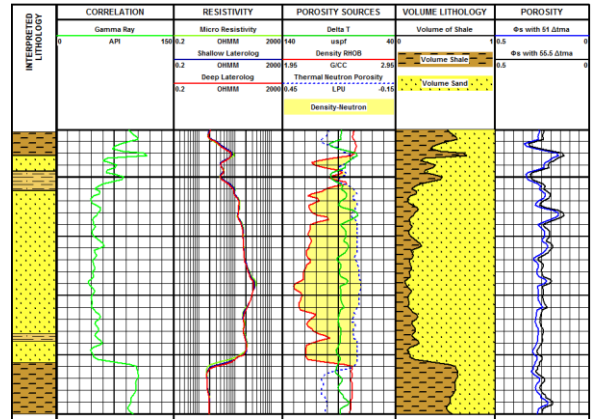 INTERPRETED
LITHOLOGY
CORRELATION
Gamma Ray
0 API 150
RESISTIVITY
Micro Resistivity
0.2 OHMM 2000
Shallow Laterolog
0.2 OHMM 2000
Deep Laterolog
0.2 OHMM 2000
POROSITY SOURCES
Delta T
140 uspf 40
Density RHOB
1.95 G/CC 2.95
Thermal Neutron Porosity
0.45 LPU -0.15
Density-Neutron
VOLUME LITHOLOGY
Volume of Shale
0 1
Volume Shale
Volume Sand
POROSITY
Φs with 51 Δtma
0.5 0
Φs with 55.5 Δtma
0.5 0